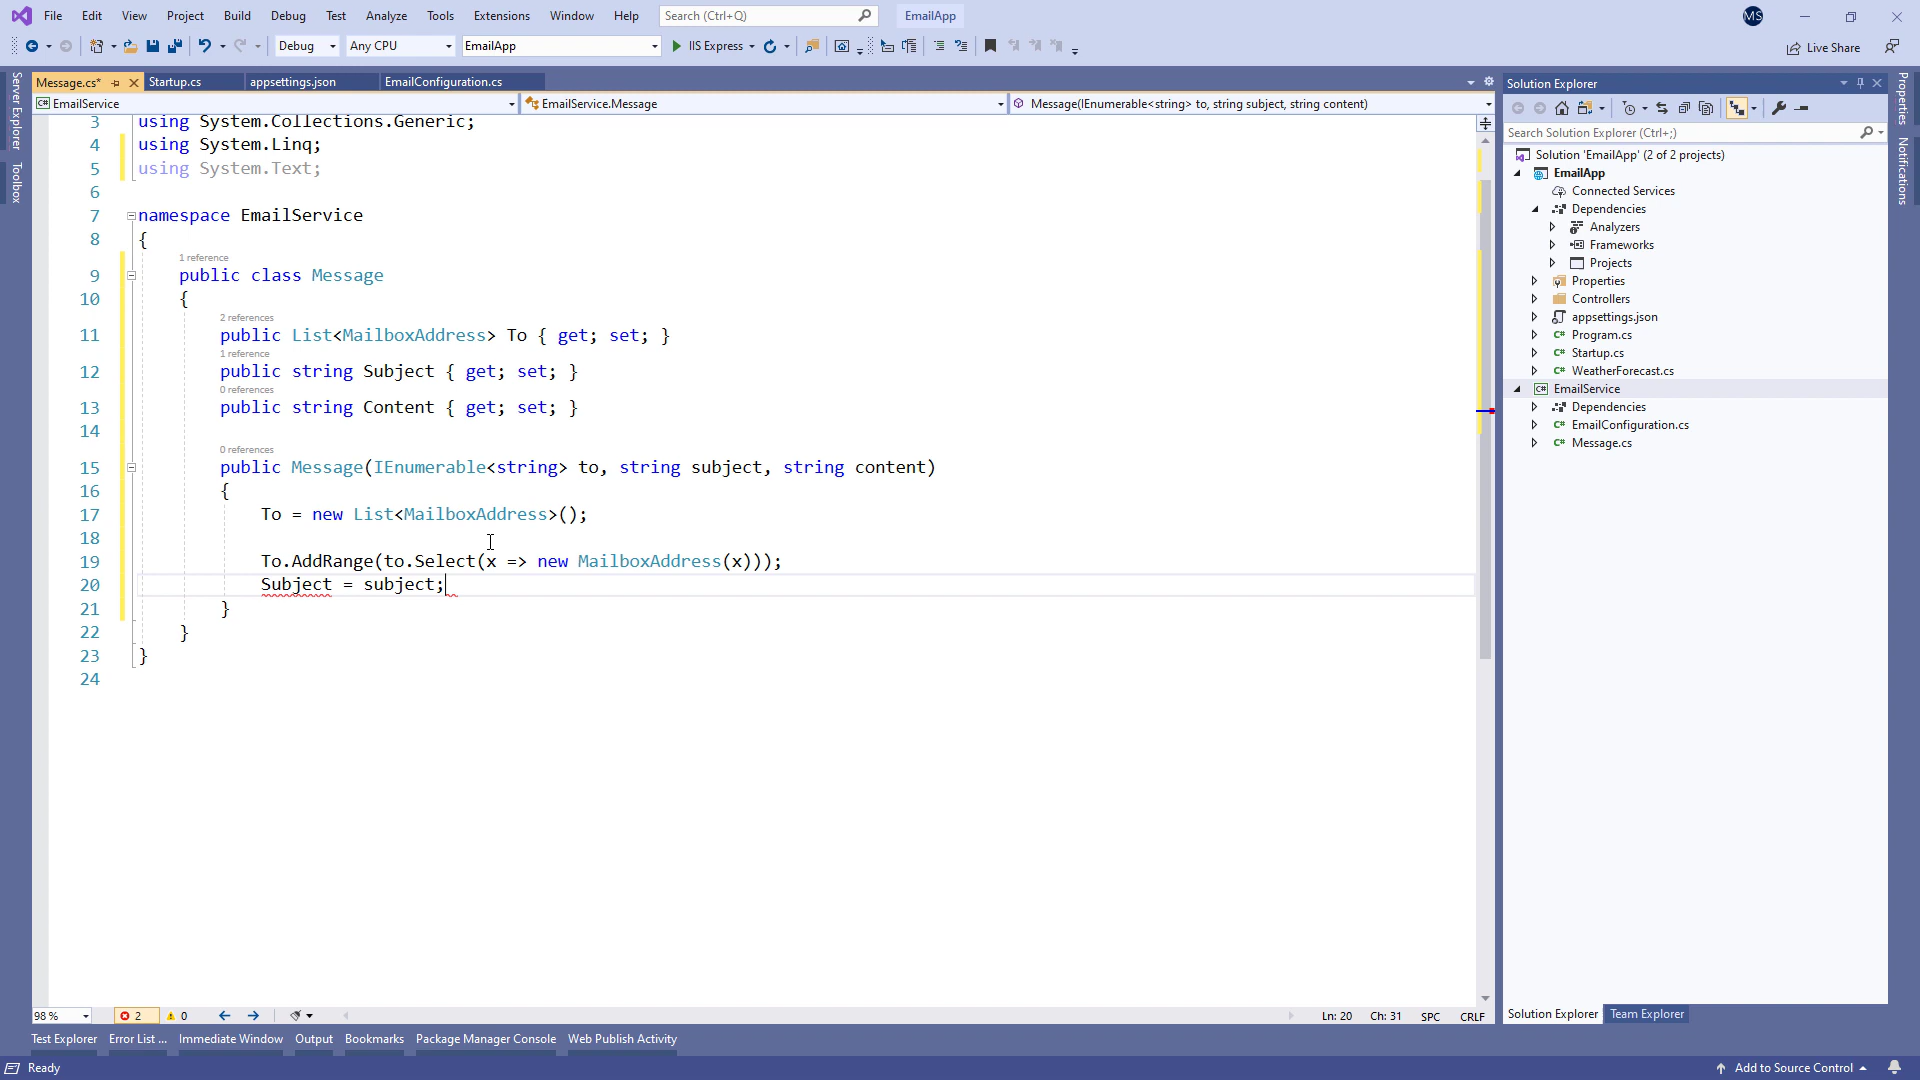 File Edit View Project Build Debug Test Analyze Tools Extensions Window Help Search (Ctrl+Q) EmailApp MS
Debug Any CPU EmailApp IIS Express Live Share
Message.cs* Startup.cs appsettings.json EmailConfiguration.cs
EmailService EmailService.Message Message(IEnumerable<string> to, string subject, string content)
Server Explorer
Toolbox
3 using System.Collections.Generic;
4 using System.Linq;
5 using System.Text;
6
7 namespace EmailService
8 {
1 reference
9 public class Message
10 {
2 references
11 public List<MailboxAddress> To { get; set; }
1 reference
12 public string Subject { get; set; }
0 references
13 public string Content { get; set; }
14
0 references
15 public Message(IEnumerable<string> to, string subject, string content)
16 {
17 To = new List<MailboxAddress>();
18
19 To.AddRange(to.Select(x => new MailboxAddress(x)));
20 Subject = subject;
21 }
22 }
23 }
24
98 % 2 0 Ln: 20 Ch: 31 SPC CRLF
Solution Explorer
Search Solution Explorer (Ctrl+;)
Solution 'EmailApp' (2 of 2 projects)
EmailApp
Connected Services
Dependencies
Analyzers
Frameworks
Projects
Properties
Controllers
C# appsettings.json
C# Program.cs
C# Startup.cs
C# WeatherForecast.cs
C# EmailService
Dependencies
C# EmailConfiguration.cs
C# Message.cs
Solution Explorer Team Explorer
Properties
Notifications
Test Explorer Error List ... Immediate Window Output Bookmarks Package Manager Console Web Publish Activity
Ready Add to Source Control